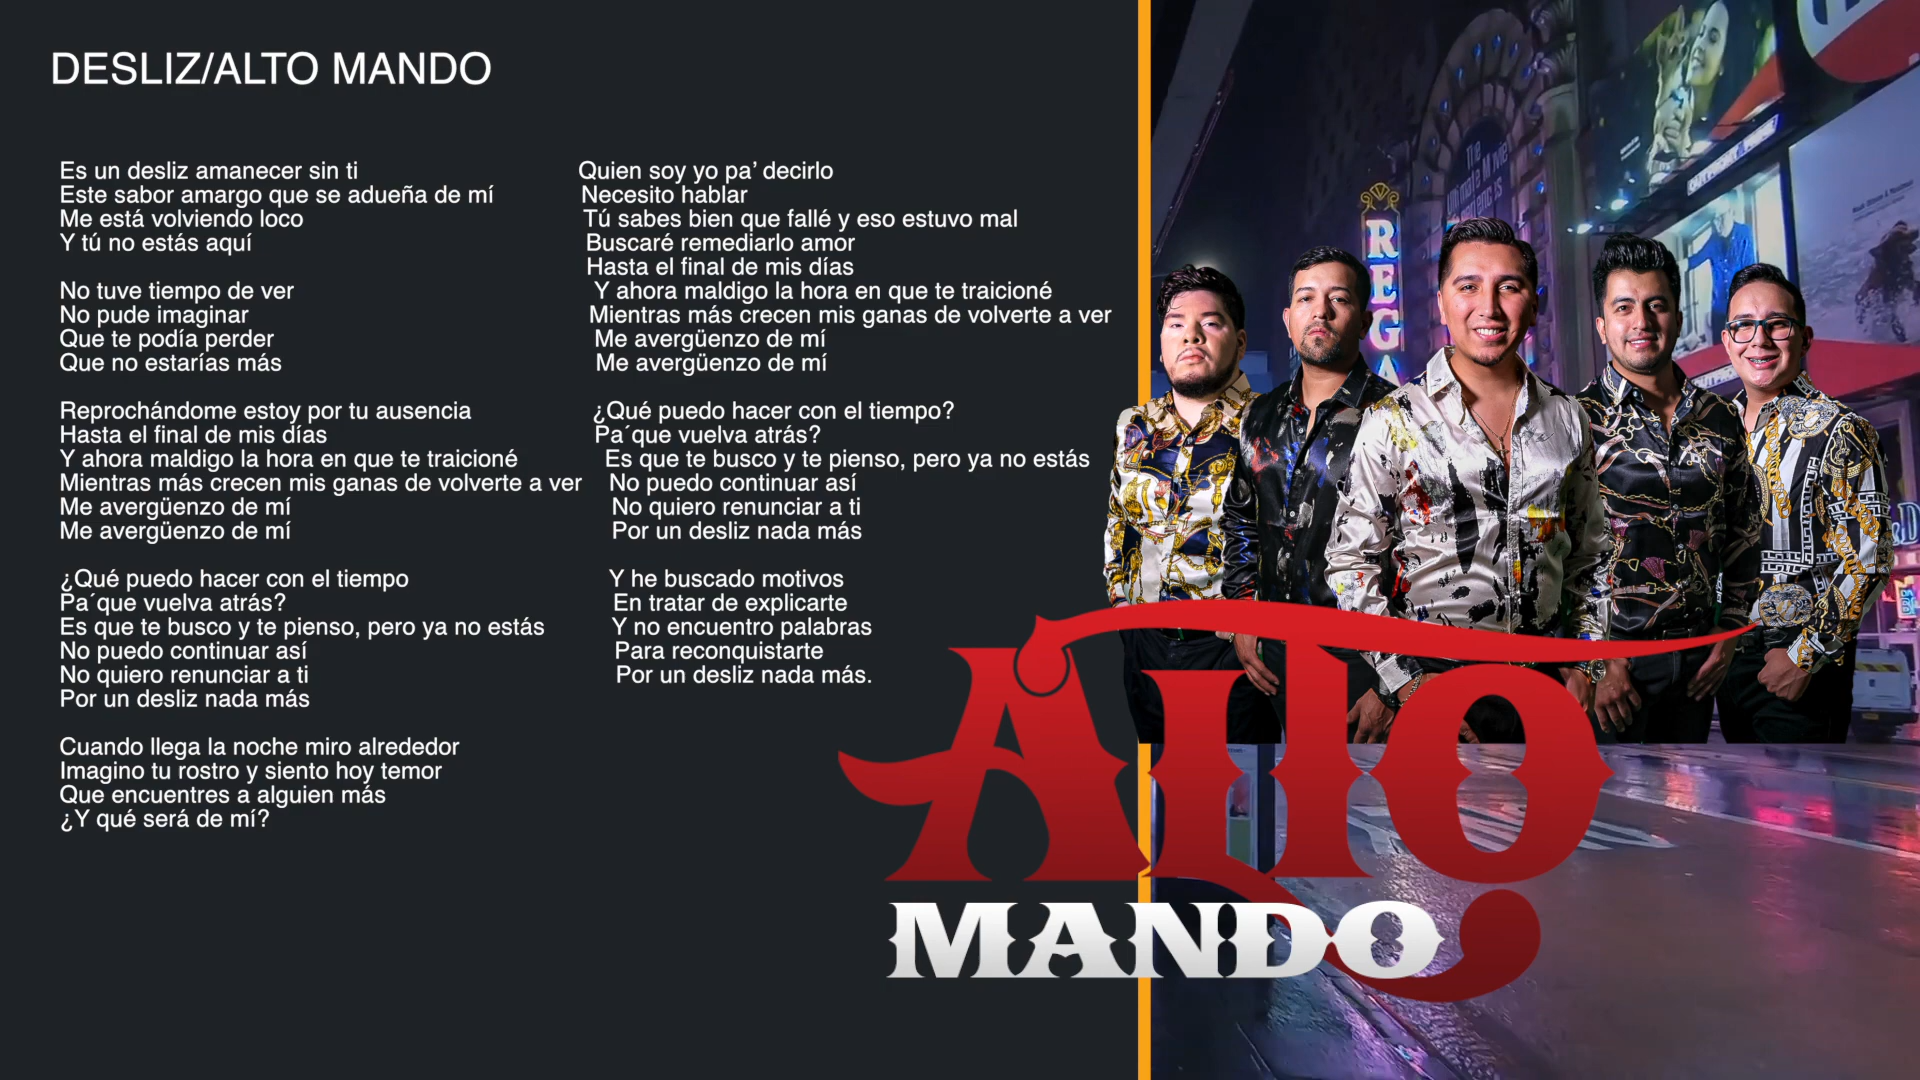 DESLIZ/ALTO MANDO
Es un desliz amanecer sin ti
Este sabor amargo que se adueña de mí
Me está volviendo loco
Y tú no estás aquí
No tuve tiempo de ver
No pude imaginar
Que te podía perder
Que no estarías más
Reprochándome estoy por tu ausencia
Hasta el final de mis días
Y ahora maldigo la hora en que te traicioné
Mientras más crecen mis ganas de volverte a ver
Me avergüenzo de mí
Me avergüenzo de mí
¿Qué puedo hacer con el tiempo
Pa´que vuelva atrás?
Es que te busco y te pienso, pero ya no estás
No puedo continuar así
No quiero renunciar a ti
Por un desliz nada más
Cuando llega la noche miro alrededor
Imagino tu rostro y siento hoy temor
Que encuentres a alguien más
¿Y qué será de mí?
Quien soy yo pa’ decirlo
Necesito hablar
Tú sabes bien que fallé y eso estuvo mal
Buscaré remediarlo amor
Hasta el final de mis días
Y ahora maldigo la hora en que te traicioné
Mientras más crecen mis ganas de volverte a ver
Me avergüenzo de mí
Me avergüenzo de mí
¿Qué puedo hacer con el tiempo?
Pa´que vuelva atrás?
Es que te busco y te pienso, pero ya no estás
No puedo continuar así
No quiero renunciar a ti
Por un desliz nada más
Y he buscado motivos
En tratar de explicarte
Y no encuentro palabras
Para reconquistarte
Por un desliz nada más.
The
REGA
ALTO
MANDO